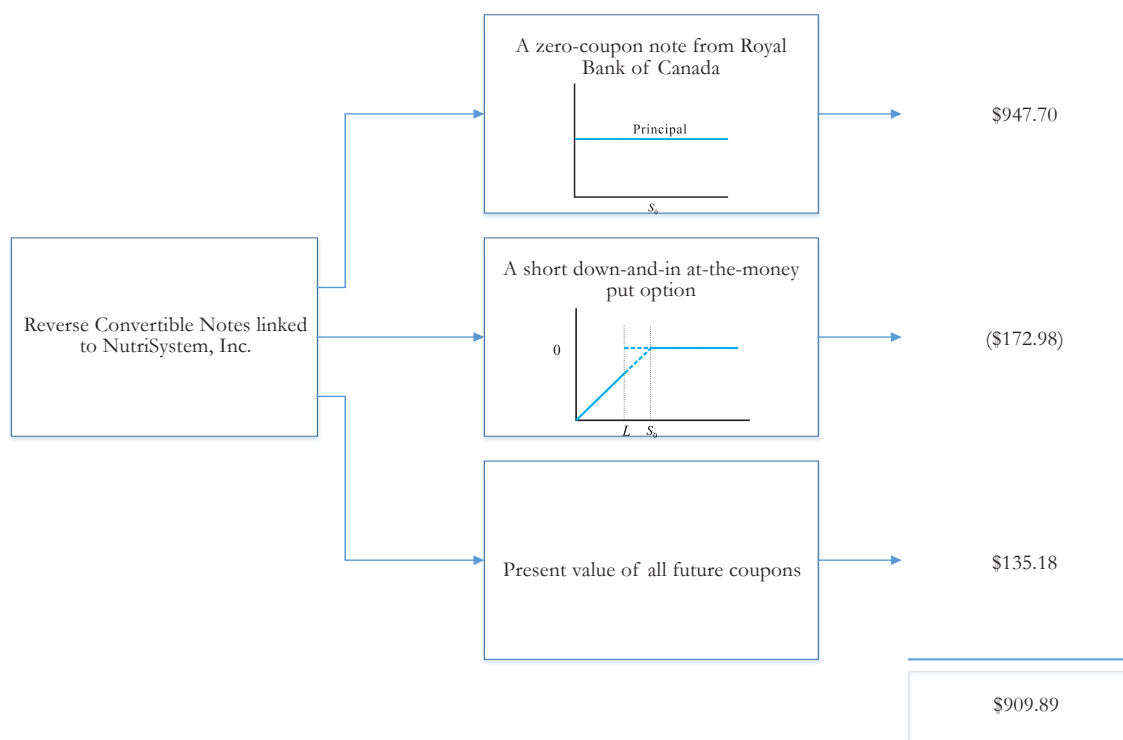 A zero-coupon note from Royal
Bank of Canada
Principal
S₀
$947.70
Reverse Convertible Notes linked
to NutriSystem, Inc.
A short down-and-in at-the-money
put option
0
L S₀
($172.98)
Present value of all future coupons
$135.18
$909.89